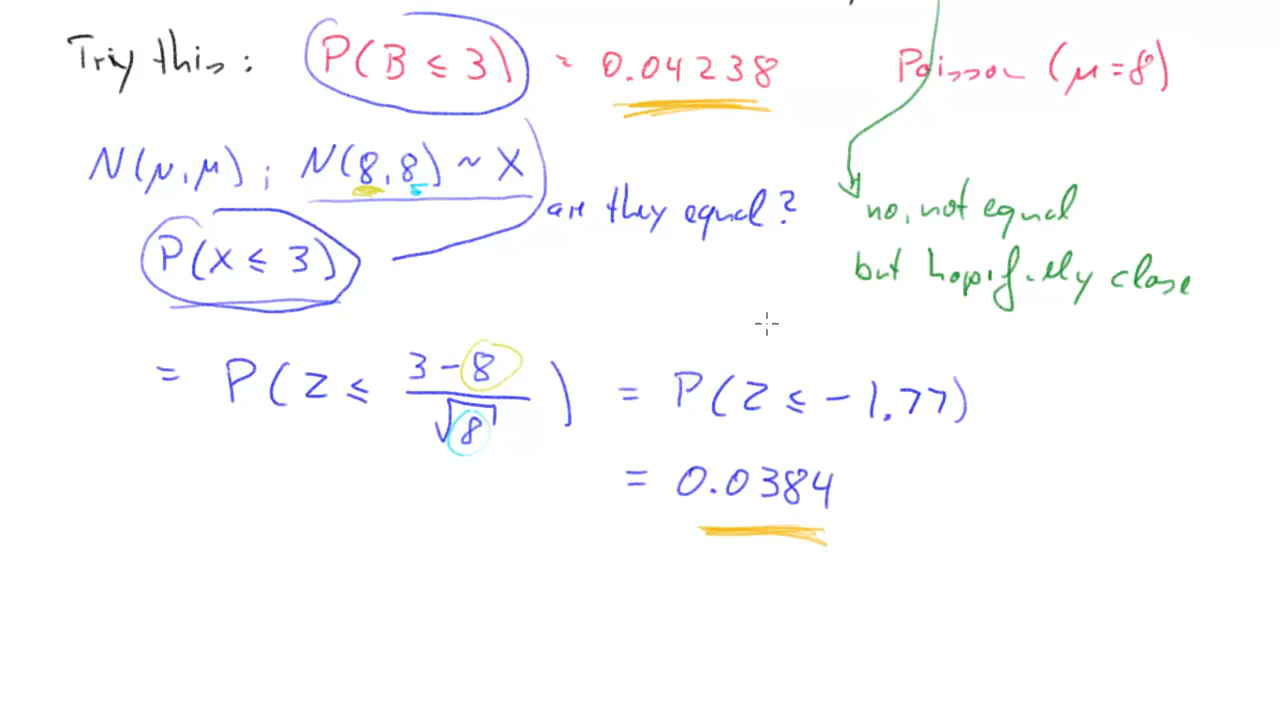 Try this: P(B ≤ 3) = 0.04238 Poisson (μ=8)
N(μ,μ); N(8,8) ~ X
are they equal? no, not equal
P(X ≤ 3) but hopifully close
= P(Z ≤ (3-8)/√8) = P(Z ≤ -1.77)
= 0.0384